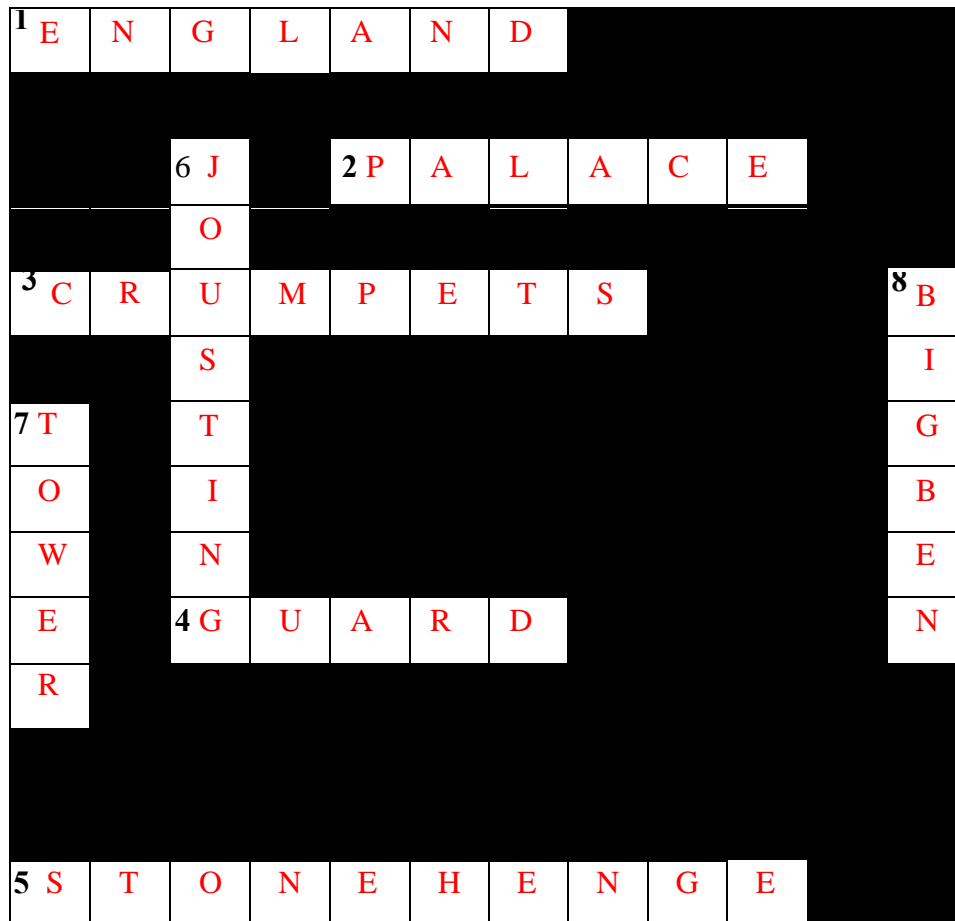 1 E N G L A N D
6 J 2 P A L A C E
O
3 C R U M P E T S 8 B
S I
7 T T G
O I B
W N E
E 4 G U A R D N
R
5 S T O N E H E N G E